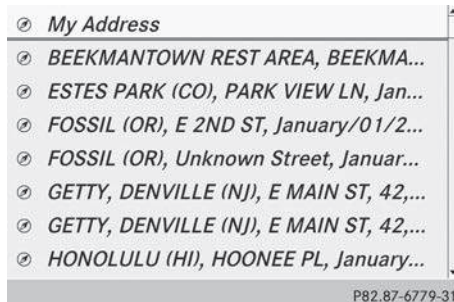 My Address
BEEKMANTOWN REST AREA, BEEKMA...
ESTES PARK (CO), PARK VIEW LN, Jan...
FOSSIL (OR), E 2ND ST, January/01/2...
FOSSIL (OR), Unknown Street, Januar...
GETTY, DENVILLE (NJ), E MAIN ST, 42,...
GETTY, DENVILLE (NJ), E MAIN ST, 42,...
HONOLULU (HI), HOONEE PL, January...
P82.87-6779-31